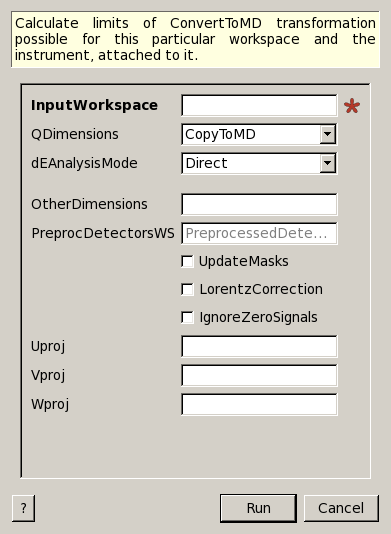 Calculate limits of ConvertToMD transformation
possible for this particular workspace and the
instrument, attached to it.
InputWorkspace
QDimensions CopyToMD
dEAnalysisMode Direct
OtherDimensions
PreprocDetectorsWS PreprocessedDete...
UpdateMasks
LorentzCorrection
IgnoreZeroSignals
Uproj
Vproj
Wproj
? Run Cancel